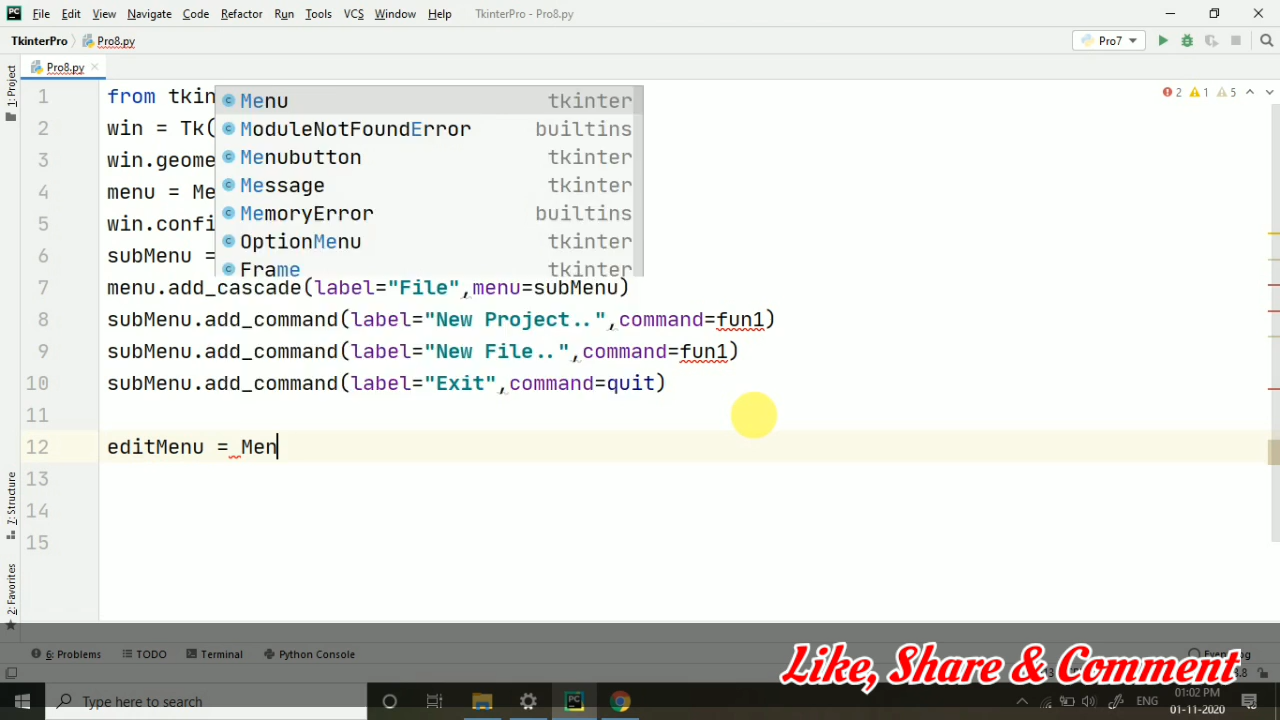 File Edit View Navigate Code Refactor Run Tools VCS Window Help TkinterPro - Pro8.py
TkinterPro Pro8.py Pro7
Pro8.py
1: Project
1 from tkin
2 win = Tk(
3 win.geome
4 menu = Me
5 win.confi
6 subMenu =
Menu tkinter
ModuleNotFoundError builtins
Menubutton tkinter
Message tkinter
MemoryError builtins
OptionMenu tkinter
Frame tkinter
2 1 5
7 menu.add_cascade(label="File",menu=subMenu)
8 subMenu.add_command(label="New Project..",command=fun1)
9 subMenu.add_command(label="New File..",command=fun1)
10 subMenu.add_command(label="Exit",command=quit)
11
12 editMenu = Men
13
14
15
7: Structure
2: Favorites
6: Problems TODO Terminal Python Console
Like, Share & Comment
Type here to search
ENG
01:02 PM
01-11-2020